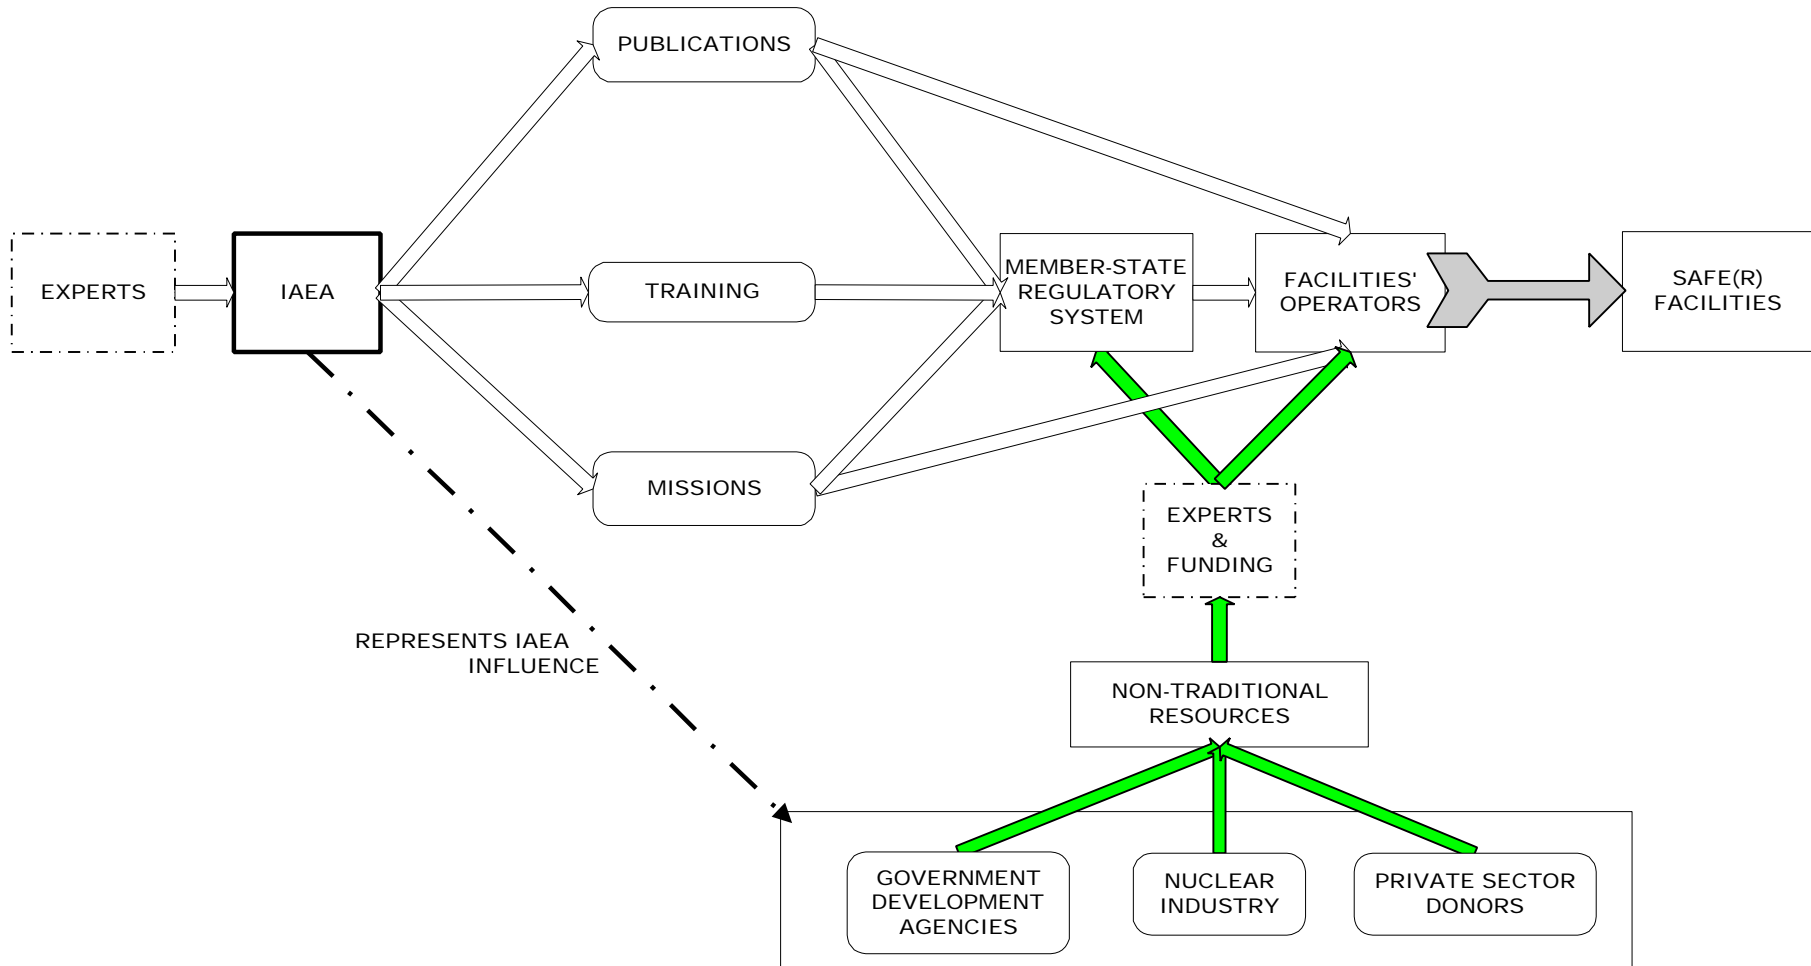 PUBLICATIONS
EXPERTS
IAEA
TRAINING
MEMBER-STATE
REGULATORY
SYSTEM
FACILITIES'
OPERATORS
SAFE(R)
FACILITIES
MISSIONS
EXPERTS
&
FUNDING
REPRESENTS IAEA
INFLUENCE
NON-TRADITIONAL
RESOURCES
GOVERNMENT
DEVELOPMENT
AGENCIES
NUCLEAR
INDUSTRY
PRIVATE SECTOR
DONORS